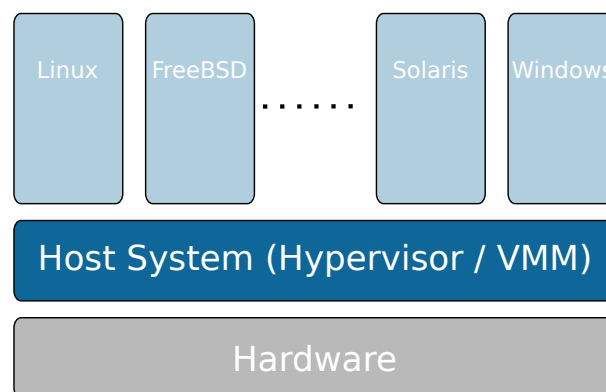 Linux FreeBSD ...... Solaris Windows
Host System (Hypervisor / VMM)
Hardware